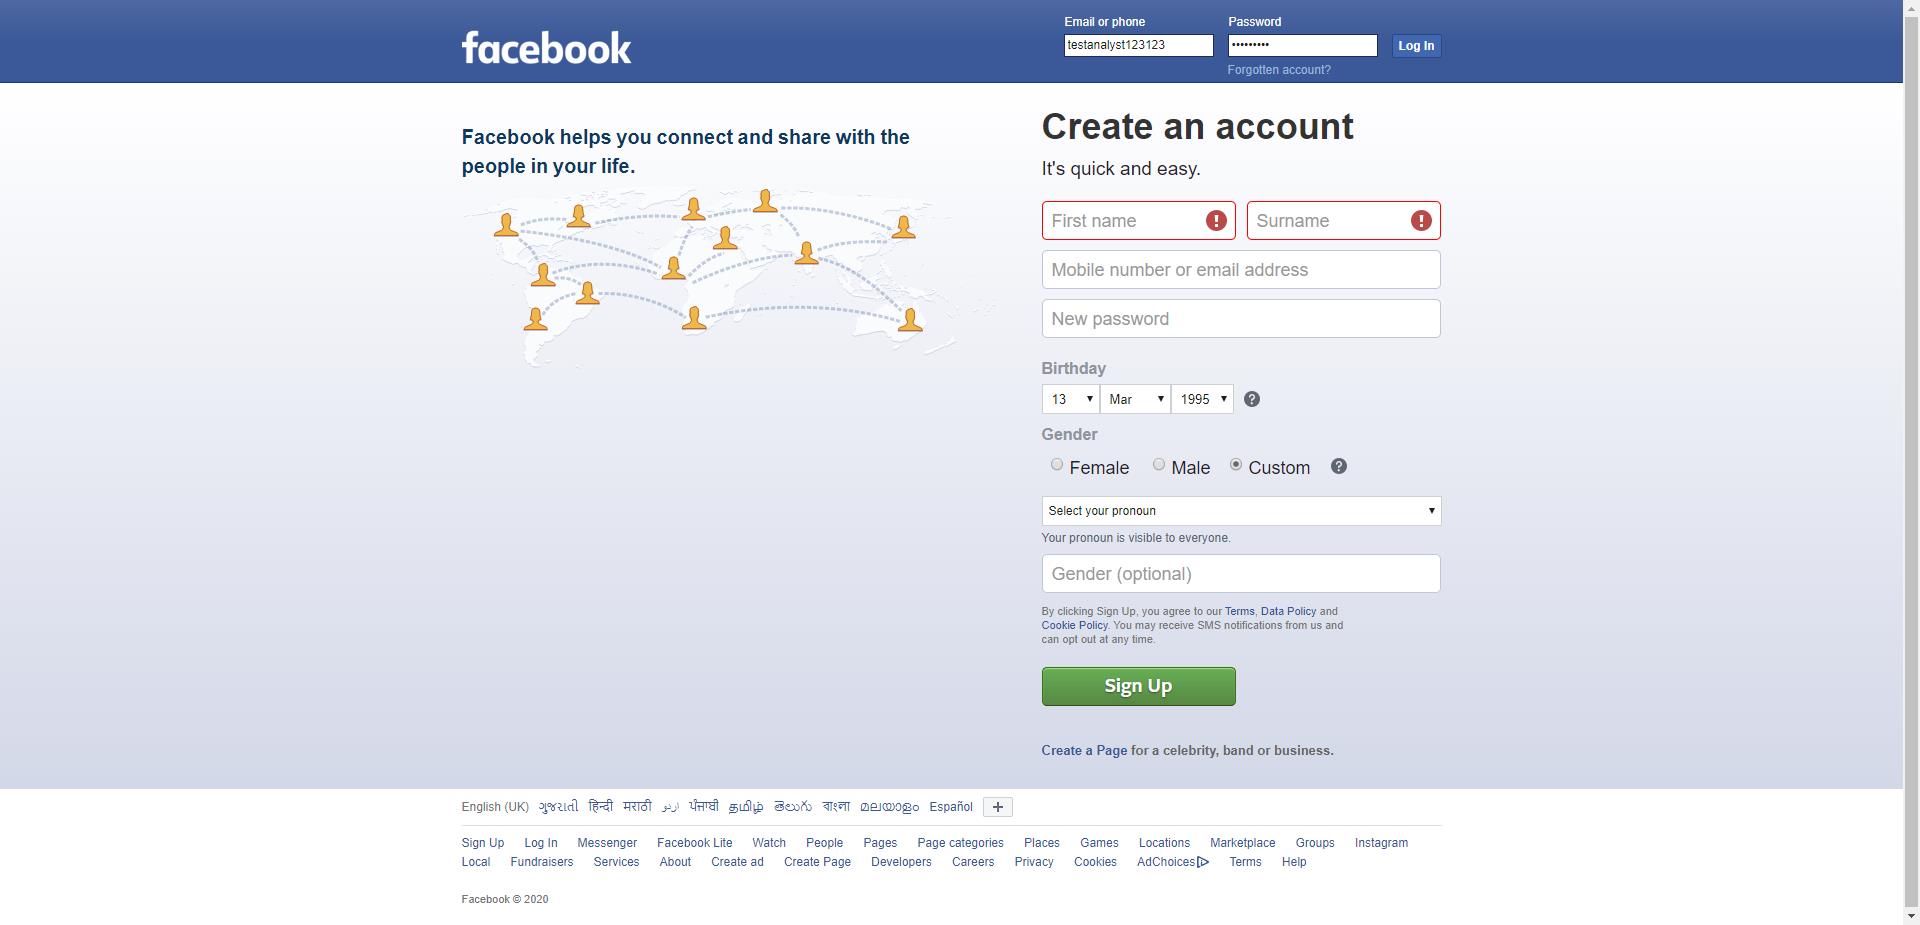 facebook
Email or phone
Password
testanalyst123123
•••••••••
Log In
Forgotten account?
Facebook helps you connect and share with the
people in your life.
Create an account
It's quick and easy.
First name
Surname
Mobile number or email address
New password
Birthday
13 Mar 1995
Gender
Female Male Custom
Select your pronoun
Your pronoun is visible to everyone.
Gender (optional)
By clicking Sign Up, you agree to our Terms, Data Policy and
Cookie Policy. You may receive SMS notifications from us and
can opt out at any time.
Sign Up
Create a Page for a celebrity, band or business.
English (UK) ગુજરાતી हिन्दी मराठी اردو ਪੰਜਾਬੀ தமிழ் తెలుగు বাংলা മലയാളം Español
Sign Up Log In Messenger Facebook Lite Watch People Pages Page categories Places Games Locations Marketplace Groups Instagram
Local Fundraisers Services About Create ad Create Page Developers Careers Privacy Cookies AdChoices Terms Help
Facebook © 2020